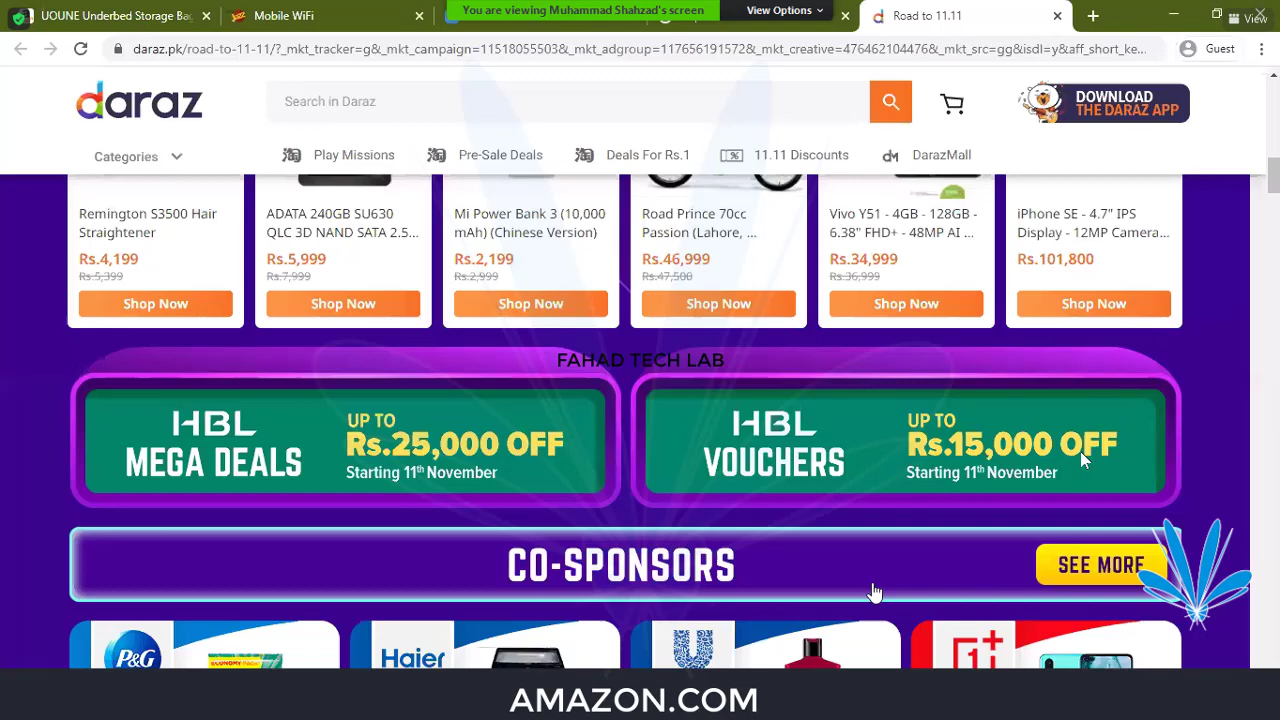 UOUNE Underbed Storage Bag
Mobile WiFi
You are viewing Muhammad Shahzad's screen
View Options
Road to 11.11
View
daraz.pk/road-to-11-11/?_mkt_tracker=g&_mkt_campaign=11518055503&_mkt_adgroup=117656191572&_mkt_creative=476462104476&_mkt_src=gg&isdl=y&aff_short_ke...
Guest
daraz
Search in Daraz
DOWNLOAD
THE DARAZ APP
Categories
Play Missions
Pre-Sale Deals
Deals For Rs.1
11.11 Discounts
DarazMall
Remington S3500 Hair
Straightener
Rs.4,199
Rs.5,399
Shop Now
ADATA 240GB SU630
QLC 3D NAND SATA 2.5...
Rs.5,999
Rs.7,999
Shop Now
Mi Power Bank 3 (10,000
mAh) (Chinese Version)
Rs.2,199
Rs.2,999
Shop Now
Road Prince 70cc
Passion (Lahore, ...
Rs.46,999
Rs.47,500
Shop Now
Vivo Y51 - 4GB - 128GB -
6.38" FHD+ - 48MP AI ...
Rs.34,999
Rs.36,999
Shop Now
iPhone SE - 4.7" IPS
Display - 12MP Camera...
Rs.101,800
Shop Now
FAHAD TECH LAB
HBL
MEGA DEALS
UP TO
Rs.25,000 OFF
Starting 11th November
HBL
VOUCHERS
UP TO
Rs.15,000 OFF
Starting 11th November
CO-SPONSORS
SEE MORE
P&G
ECONOMY PACK
Haier
1+
AMAZON.COM